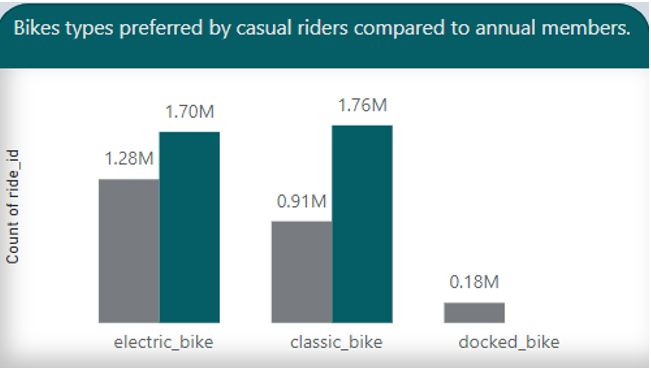 Bikes types preferred by casual riders compared to annual members.
Count of ride_id
1.28M
1.70M
0.91M
1.76M
0.18M
electric_bike
classic_bike
docked_bike